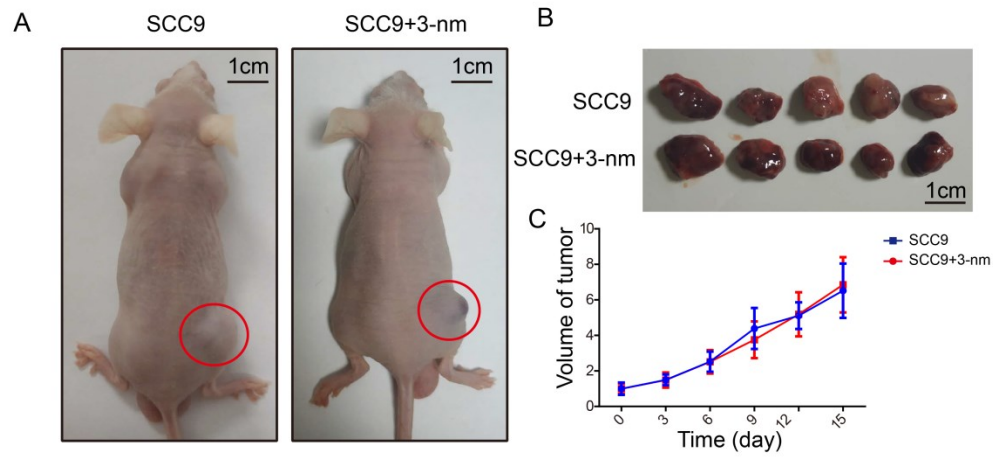 A
SCC9
SCC9+3-nm
1cm
1cm
B
SCC9
SCC9+3-nm
1cm
C
SCC9
SCC9+3-nm
Volume of tumor
10
8
6
4
2
0
0
3
6
9
12
15
Time (day)